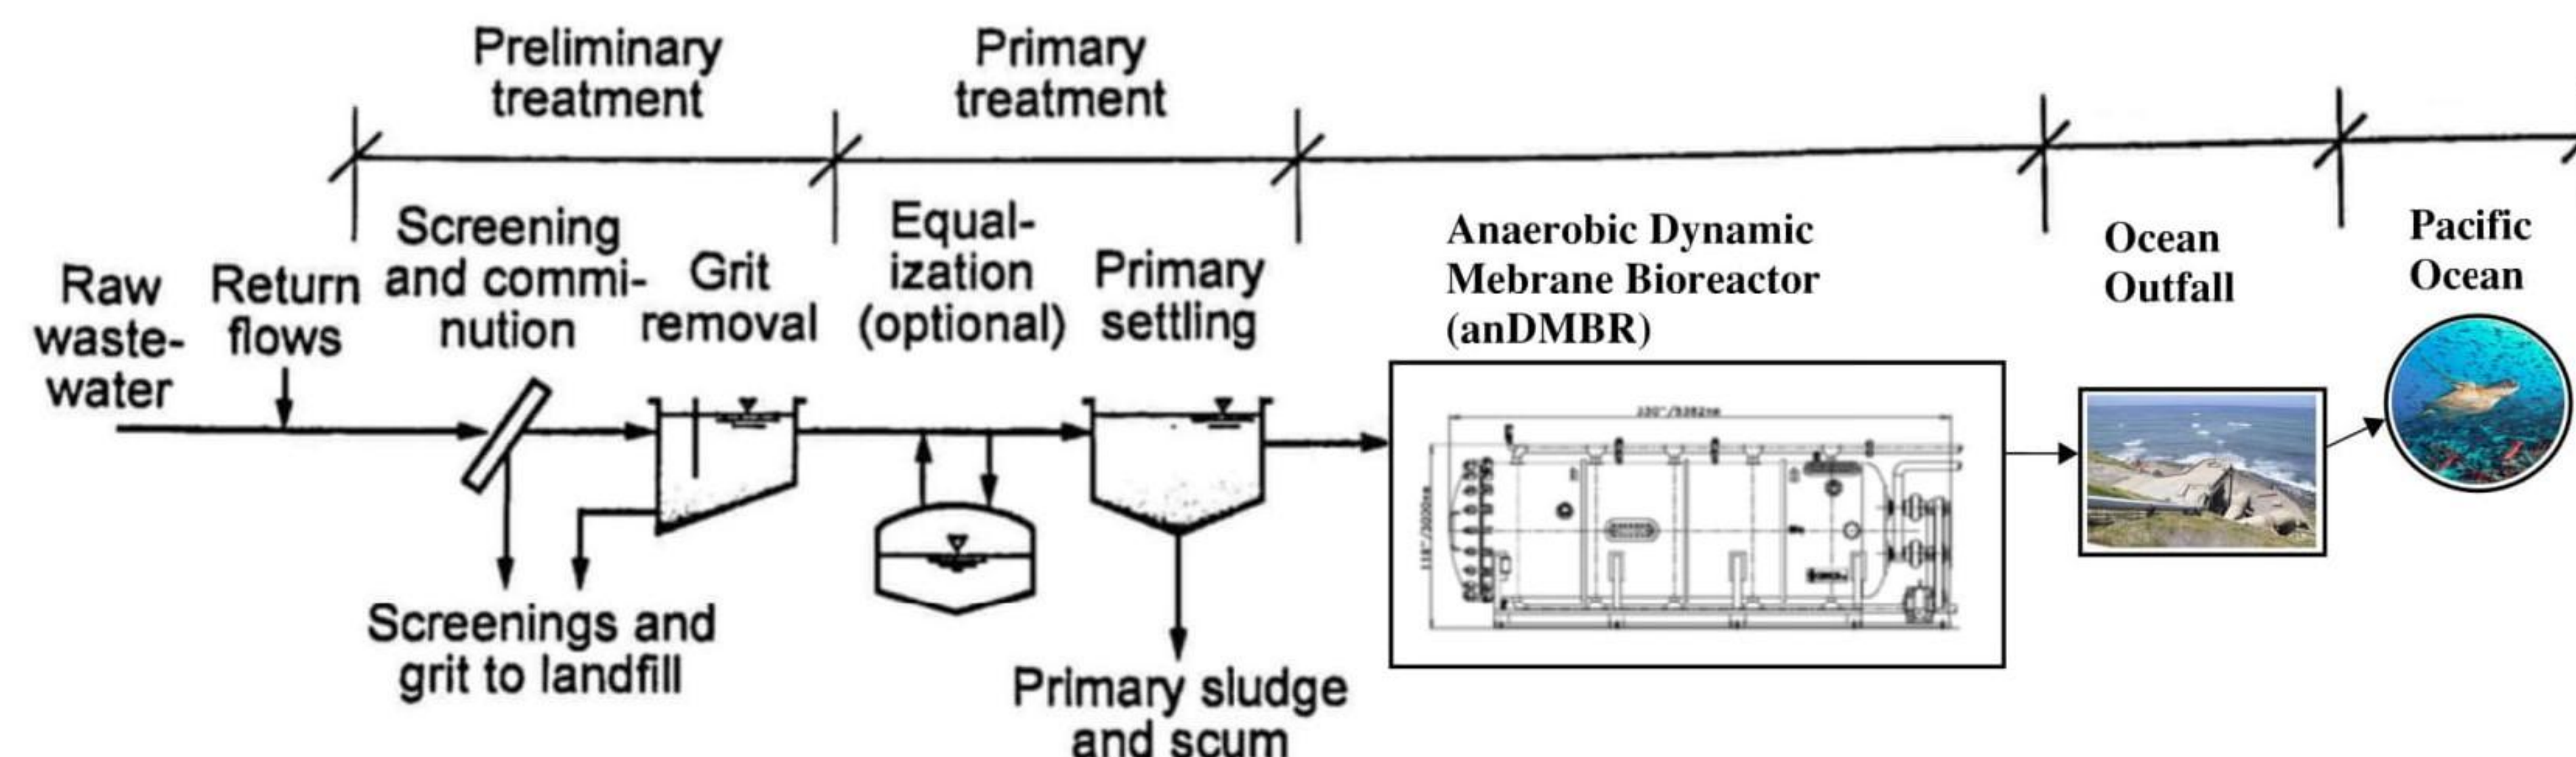 Preliminary
treatment
Primary
treatment
Raw
waste-
water
Return
flows
Screening
and commi-
nution
Grit
removal
Equal-
ization
(optional)
Primary
settling
Anaerobic Dynamic
Mebrane Bioreactor
(anDMBR)
Ocean
Outfall
Pacific
Ocean
Screenings and
grit to landfill
Primary sludge
and scum